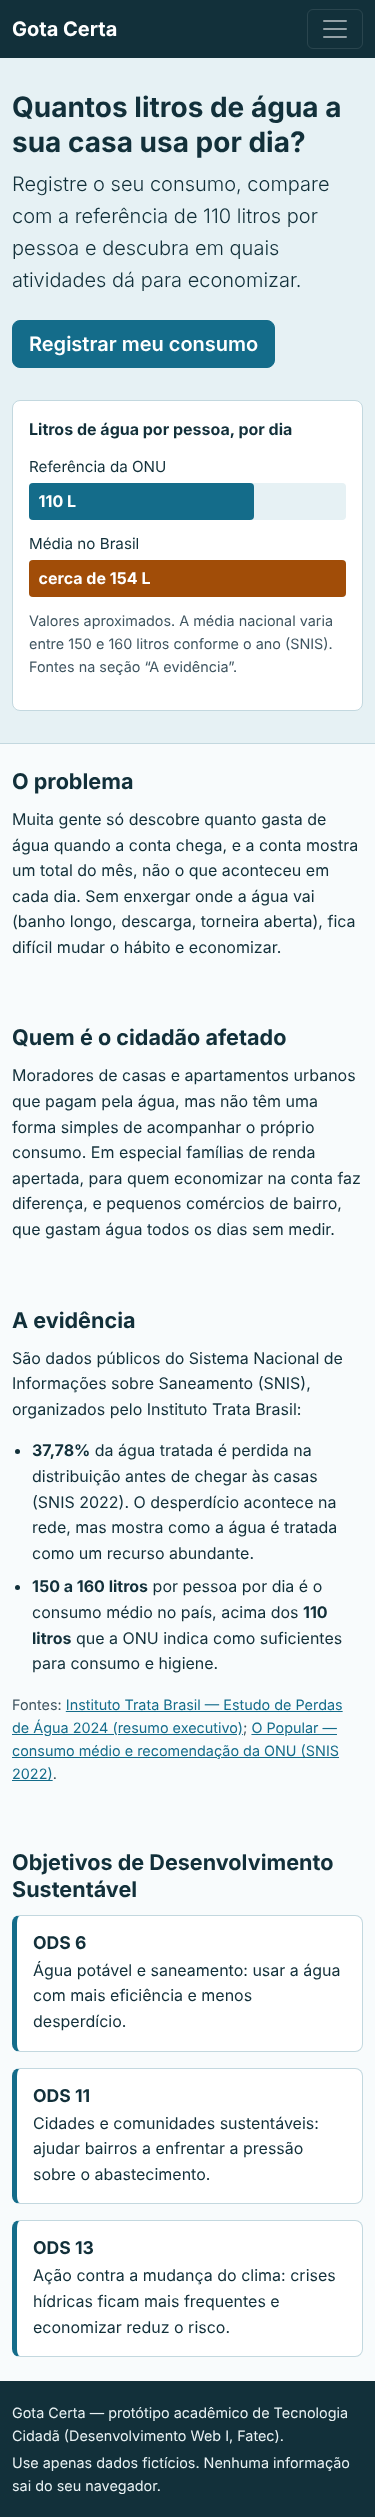 Gota Certa
Quantos litros de água a
sua casa usa por dia?
Registre o seu consumo, compare
com a referência de 110 litros por
pessoa e descubra em quais
atividades dá para economizar.
Registrar meu consumo
Litros de água por pessoa, por dia
Referência da ONU
110 L
Média no Brasil
cerca de 154 L
Valores aproximados. A média nacional varia
entre 150 e 160 litros conforme o ano (SNIS).
Fontes na seção “A evidência”.
O problema
Muita gente só descobre quanto gasta de
água quando a conta chega, e a conta mostra
um total do mês, não o que aconteceu em
cada dia. Sem enxergar onde a água vai
(banho longo, descarga, torneira aberta), fica
difícil mudar o hábito e economizar.
Quem é o cidadão afetado
Moradores de casas e apartamentos urbanos
que pagam pela água, mas não têm uma
forma simples de acompanhar o próprio
consumo. Em especial famílias de renda
apertada, para quem economizar na conta faz
diferença, e pequenos comércios de bairro,
que gastam água todos os dias sem medir.
A evidência
São dados públicos do Sistema Nacional de
Informações sobre Saneamento (SNIS),
organizados pelo Instituto Trata Brasil:
• 37,78% da água tratada é perdida na
distribuição antes de chegar às casas
(SNIS 2022). O desperdício acontece na
rede, mas mostra como a água é tratada
como um recurso abundante.
• 150 a 160 litros por pessoa por dia é o
consumo médio no país, acima dos 110
litros que a ONU indica como suficientes
para consumo e higiene.
Fontes: Instituto Trata Brasil — Estudo de Perdas
de Água 2024 (resumo executivo); O Popular —
consumo médio e recomendação da ONU (SNIS
2022).
Objetivos de Desenvolvimento
Sustentável
ODS 6
Água potável e saneamento: usar a água
com mais eficiência e menos
desperdício.
ODS 11
Cidades e comunidades sustentáveis:
ajudar bairros a enfrentar a pressão
sobre o abastecimento.
ODS 13
Ação contra a mudança do clima: crises
hídricas ficam mais frequentes e
economizar reduz o risco.
Gota Certa — protótipo acadêmico de Tecnologia
Cidadã (Desenvolvimento Web I, Fatec).
Use apenas dados fictícios. Nenhuma informação
sai do seu navegador.